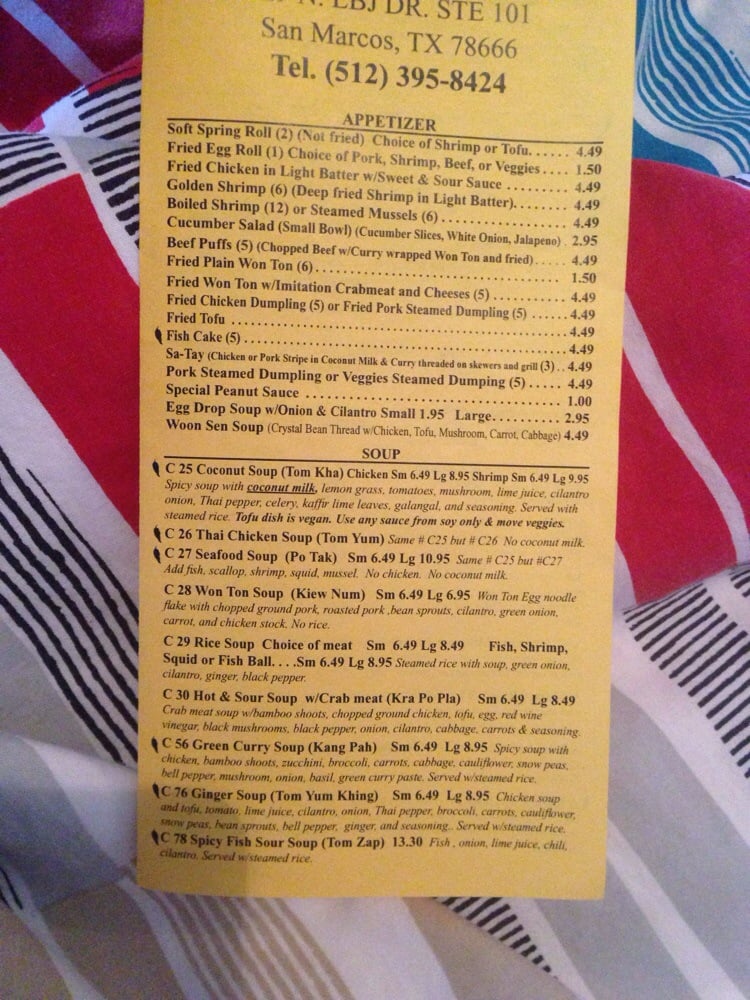 N. LBJ DR. STE 101
San Marcos, TX 78666
Tel. (512) 395-8424
APPETIZER
Soft Spring Roll (2) (Not fried) Choice of Shrimp or Tofu...... 4.49
Fried Egg Roll (1) Choice of Pork, Shrimp, Beef, or Veggies.... 1.50
Fried Chicken in Light Batter w/Sweet & Sour Sauce ........ 4.49
Golden Shrimp (6) (Deep fried Shrimp in Light Batter)....... 4.49
Boiled Shrimp (12) or Steamed Mussels (6) ................ 4.49
Cucumber Salad (Small Bowl) (Cucumber Slices, White Onion, Jalapeno) . 2.95
Beef Puffs (5) (Chopped Beef w/Curry wrapped Won Ton and fried)..... 4.49
Fried Plain Won Ton (6)................................ 1.50
Fried Won Ton w/Imitation Crabmeat and Cheeses (5) ......... 4.49
Fried Chicken Dumpling (5) or Fried Pork Steamed Dumpling (5) ..... 4.49
Fried Tofu ........................................... 4.49
Fish Cake (5) ........................................ 4.49
Sa-Tay (Chicken or Pork Stripe in Coconut Milk & Curry threaded on skewers and grill (3) . . 4.49
Pork Steamed Dumpling or Veggies Steamed Dumping (5)..... 4.49
Special Peanut Sauce .................................. 1.00
Egg Drop Soup w/Onion & Cilantro Small 1.95 Large.......... 2.95
Woon Sen Soup (Crystal Bean Thread w/Chicken, Tofu, Mushroom, Carrot, Cabbage) 4.49
SOUP
C 25 Coconut Soup (Tom Kha) Chicken Sm 6.49 Lg 8.95 Shrimp Sm 6.49 Lg 9.95
Spicy soup with coconut milk, lemon grass, tomatoes, mushroom, lime juice, cilantro
onion, Thai pepper, celery, kaffir lime leaves, galangal, and seasoning. Served with
steamed rice. Tofu dish is vegan. Use any sauce from soy only & move veggies.
C 26 Thai Chicken Soup (Tom Yum) Same # C25 but # C26 No coconut milk.
C 27 Seafood Soup (Po Tak) Sm 6.49 Lg 10.95 Same # C25 but #C27
Add fish, scallop, shrimp, squid, mussel. No chicken. No coconut milk.
C 28 Won Ton Soup (Kiew Num) Sm 6.49 Lg 6.95 Won Ton Egg noodle
flake with chopped ground pork, roasted pork ,bean sprouts, cilantro, green onion,
carrot, and chicken stock. No rice.
C 29 Rice Soup Choice of meat Sm 6.49 Lg 8.49 Fish, Shrimp,
Squid or Fish Ball. . . .Sm 6.49 Lg 8.95 Steamed rice with soup, green onion,
cilantro, ginger, black pepper.
C 30 Hot & Sour Soup w/Crab meat (Kra Po Pla) Sm 6.49 Lg 8.49
Crab meat soup w/bamboo shoots, chopped ground chicken, tofu, egg, red wine
vinegar, black mushrooms, black pepper, onion, cilantro, cabbage, carrots & seasoning.
C 56 Green Curry Soup (Kang Pah) Sm 6.49 Lg 8.95 Spicy soup with
chicken, bamboo shoots, zucchini, broccoli, carrots, cabbage, cauliflower, snow peas,
bell pepper, mushroom, onion, basil, green curry paste. Served w/steamed rice.
C 76 Ginger Soup (Tom Yum Khing) Sm 6.49 Lg 8.95 Chicken soup
and tofu, tomato, lime juice, cilantro, onion, Thai pepper, broccoli, carrots, cauliflower,
snow peas, bean sprouts, bell pepper, ginger, and seasoning.. Served w/steamed rice.
C 78 Spicy Fish Sour Soup (Tom Zap) 13.30 Fish , onion, lime juice, chili,
cilantro. Served w/steamed rice.